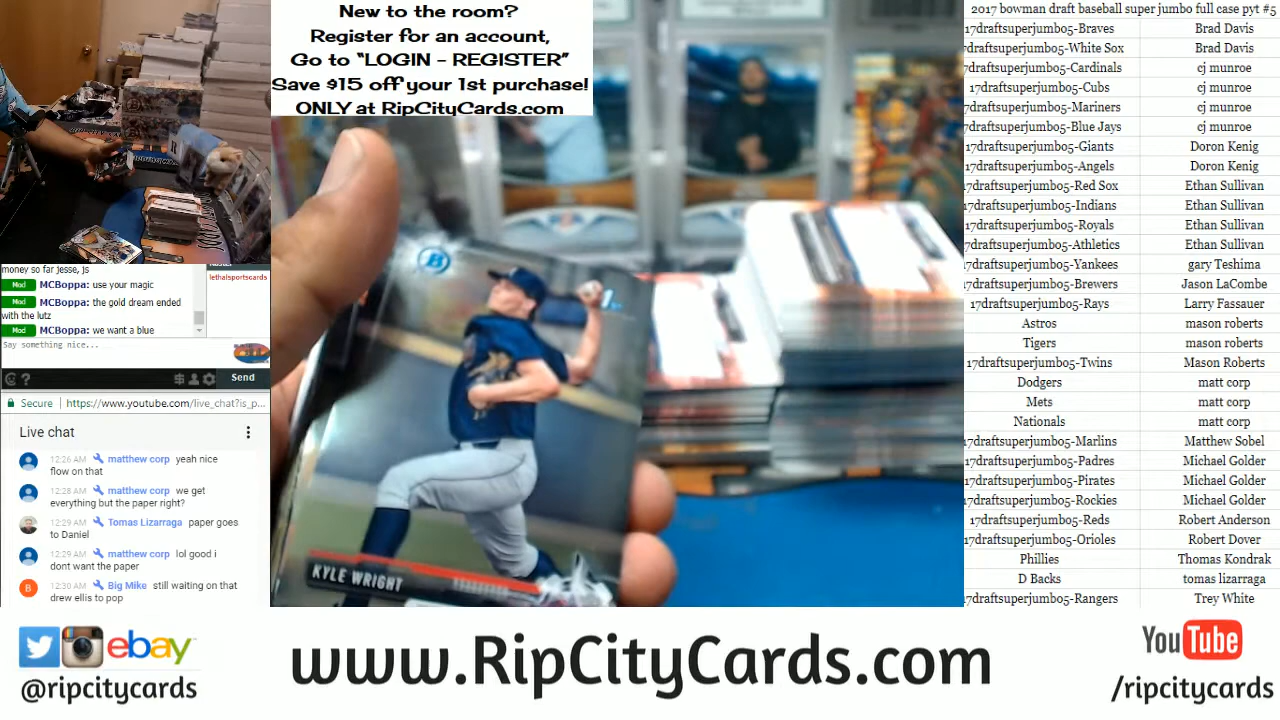 New to the room?
Register for an account,
Go to “LOGIN - REGISTER”
Save $15 off your 1st purchase!
ONLY at RipCityCards.com
money so far jesse, js
Mod MCBoppa: use your magic
Mod MCBoppa: the gold dream ended
with the lutz
Mod MCBoppa: we want a blue
lethalsportscards
Say something nice...
Send
Secure https://www.youtube.com/live_chat?is_p...
Live chat
12:26 AM matthew corp yeah nice
flow on that
12:28 AM matthew corp we get
everything but the paper right?
12:29 AM Tomas Lizarraga paper goes
to Daniel
12:29 AM matthew corp lol good i
dont want the paper
B 12:30 AM Big Mike still waiting on that
drew ellis to pop
B
KYLE WRIGHT
2017 bowman draft baseball super jumbo full case pyt #5
17draftsuperjumbo5-Braves Brad Davis
7draftsuperjumbo5-White Sox Brad Davis
7draftsuperjumbo5-Cardinals cj munroe
17draftsuperjumbo5-Cubs cj munroe
7draftsuperjumbo5-Mariners cj munroe
7draftsuperjumbo5-Blue Jays cj munroe
17draftsuperjumbo5-Giants Doron Kenig
17draftsuperjumbo5-Angels Doron Kenig
7draftsuperjumbo5-Red Sox Ethan Sullivan
17draftsuperjumbo5-Indians Ethan Sullivan
17draftsuperjumbo5-Royals Ethan Sullivan
7draftsuperjumbo5-Athletics Ethan Sullivan
7draftsuperjumbo5-Yankees gary Teshima
7draftsuperjumbo5-Brewers Jason LaCombe
17draftsuperjumbo5-Rays Larry Fassauer
Astros mason roberts
Tigers mason roberts
17draftsuperjumbo5-Twins Mason Roberts
Dodgers matt corp
Mets matt corp
Nationals matt corp
17draftsuperjumbo5-Marlins Matthew Sobel
17draftsuperjumbo5-Padres Michael Golder
17draftsuperjumbo5-Pirates Michael Golder
17draftsuperjumbo5-Rockies Michael Golder
17draftsuperjumbo5-Reds Robert Anderson
17draftsuperjumbo5-Orioles Robert Dover
Phillies Thomas Kondrak
D Backs tomas lizarraga
7draftsuperjumbo5-Rangers Trey White
ebay
@ripcitycards
www.RipCityCards.com
YouTube
/ripcitycards